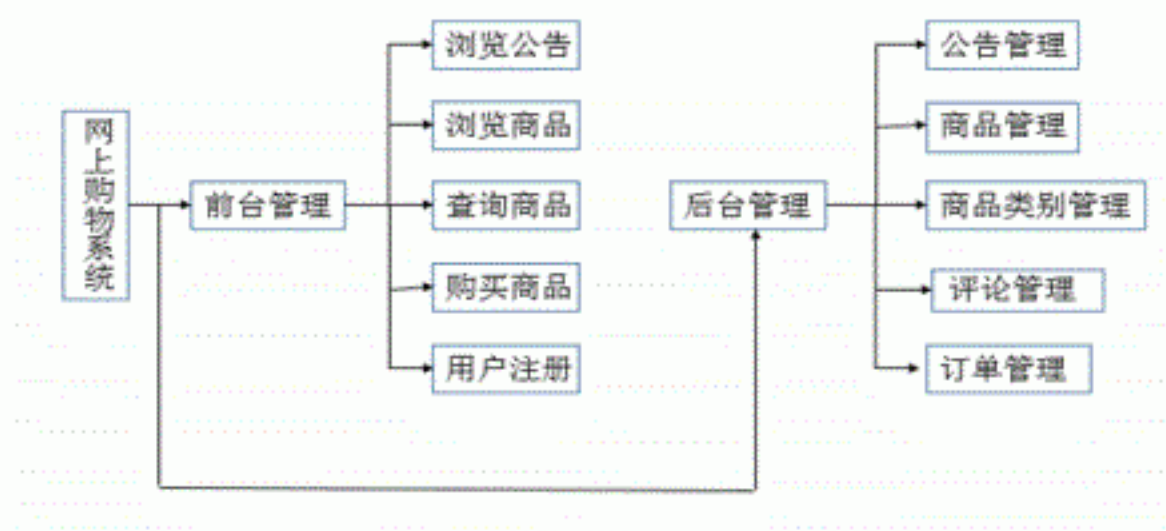 网上购物系统
前台管理
浏览公告
浏览商品
查询商品
购买商品
用户注册
后台管理
公告管理
商品管理
商品类别管理
评论管理
订单管理